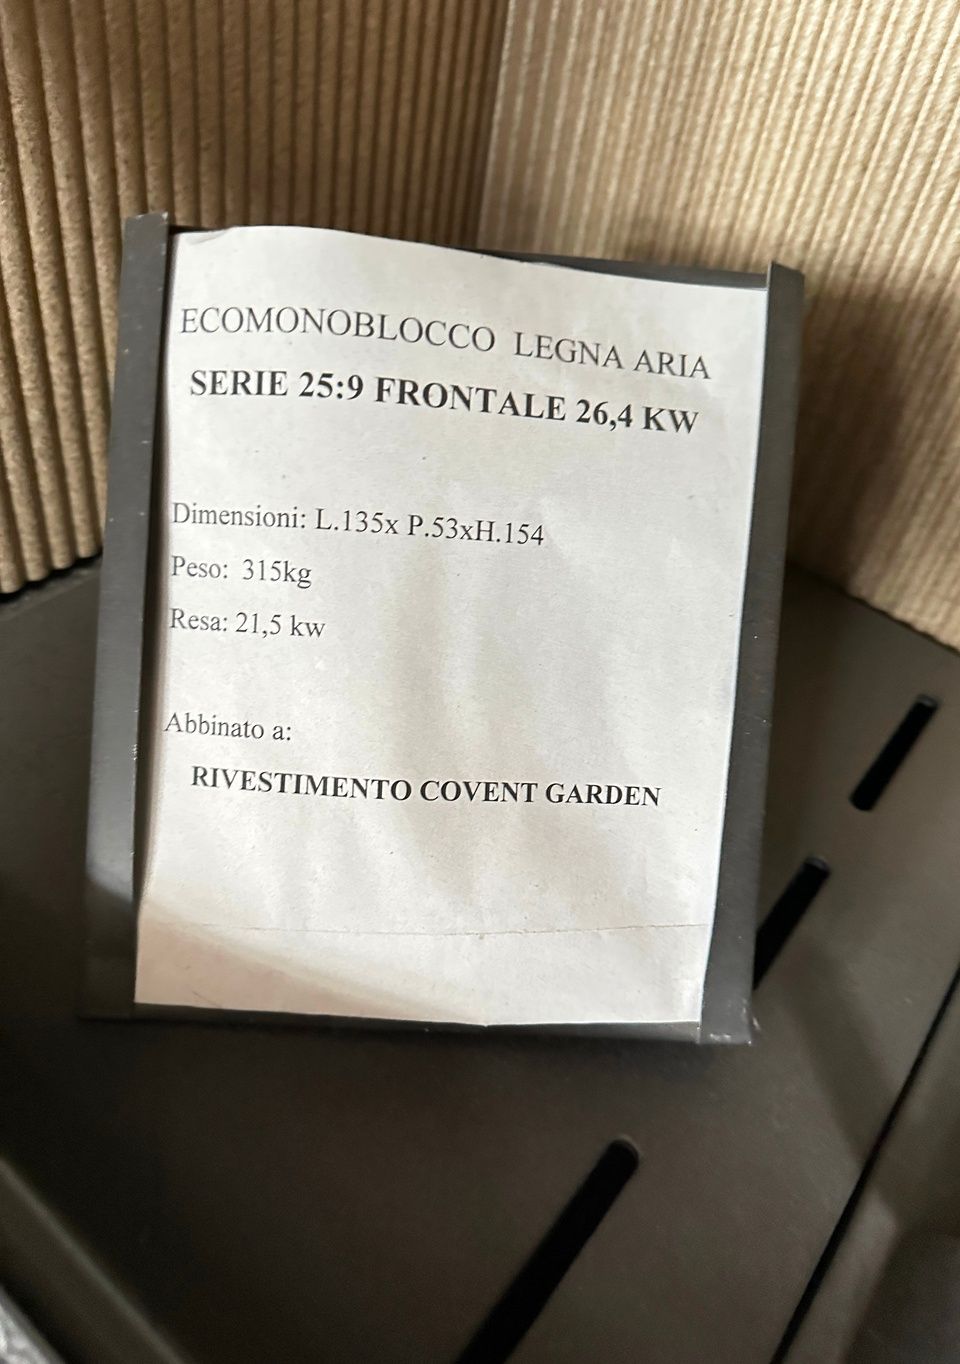 ECOMONOBLOCCO LEGNA ARIA
SERIE 25:9 FRONTALE 26,4 KW
Dimensioni: L.135x P.53xH.154
Peso: 315kg
Resa: 21,5 kw
Abbinato a:
RIVESTIMENTO COVENT GARDEN